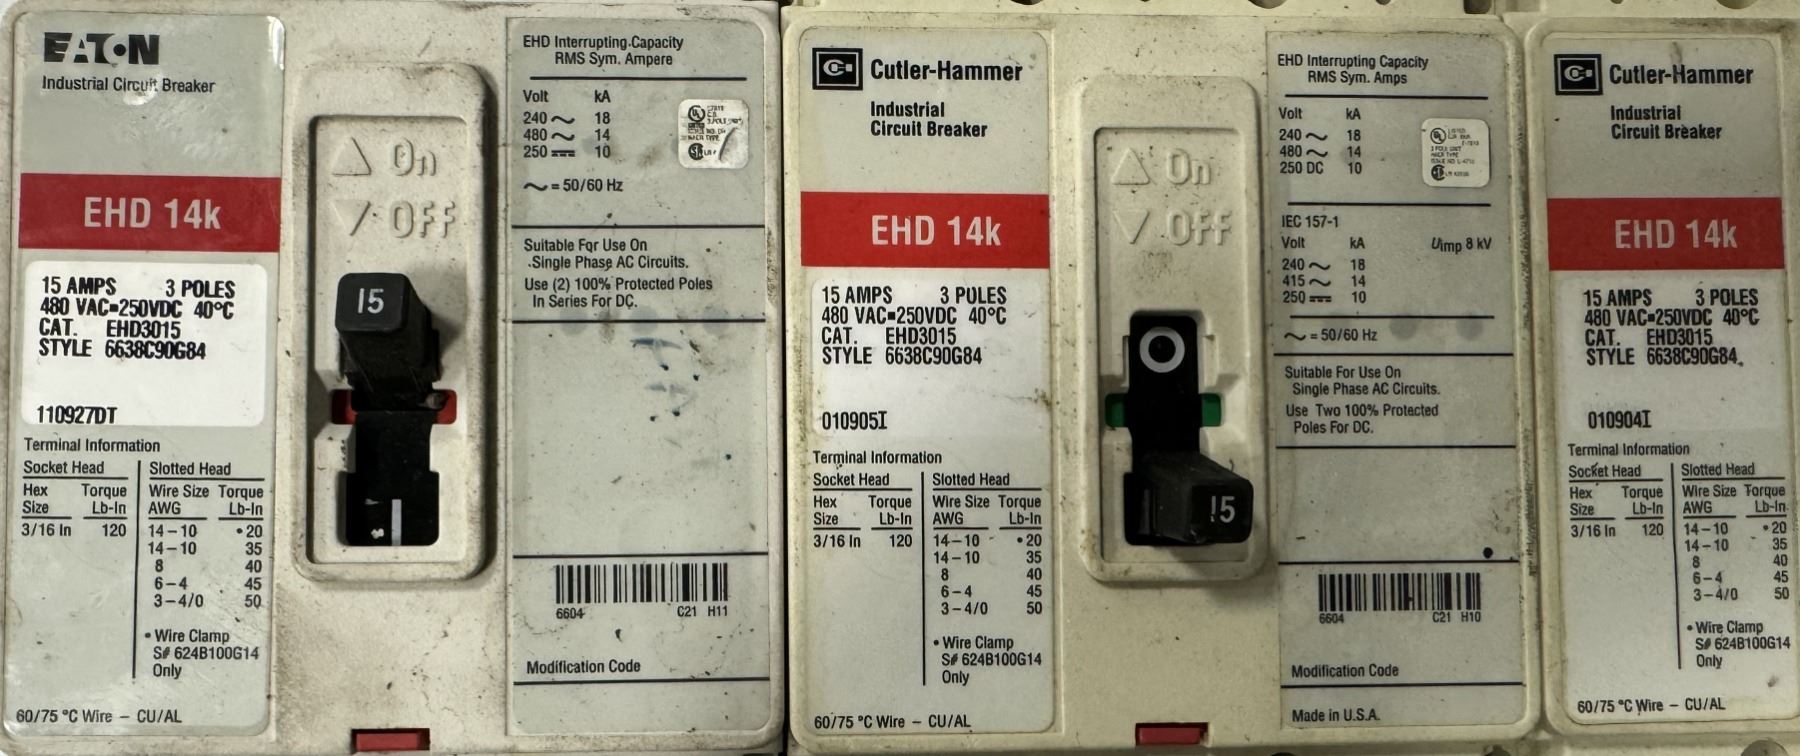 EATON
Industrial Circuit Breaker
EHD 14k
15 AMPS 3 POLES
480 VAC=250VDC 40°C
CAT. EHD3015
STYLE 6638C90G84
110927DT
Terminal Information
Socket Head Slotted Head
Hex Torque Wire Size Torque
Size Lb-In AWG Lb-In
3/16 In 120 14-10 •20
14-10 35
8 40
6-4 45
3-4/0 50
• Wire Clamp
S# 624B100G14
Only
60/75 °C Wire - CU/AL
On
OFF
15
EHD Interrupting Capacity
RMS Sym. Ampere
Volt kA
240 ~ 18
480 ~ 14
250 ⎓ 10
~ = 50/60 Hz
Suitable For Use On
Single Phase AC Circuits.
Use (2) 100% Protected Poles
In Series For DC.
6604 C21 H11
Modification Code
Cutler-Hammer
Industrial
Circuit Breaker
EHD 14k
15 AMPS 3 POLES
480 VAC=250VDC 40°C
CAT. EHD3015
STYLE 6638C90G84
010905I
Terminal Information
Socket Head Slotted Head
Hex Torque Wire Size Torque
Size Lb-In AWG Lb-In
3/16 In 120 14-10 •20
14-10 35
8 40
6-4 45
3-4/0 50
• Wire Clamp
S# 624B100G14
Only
60/75 °C Wire - CU/AL
On
OFF
O
15
EHD Interrupting Capacity
RMS Sym. Amps
Volt kA
240 ~ 18
480 ~ 14
250 DC 10
IEC 157-1
Volt kA Uimp 8 kV
240 ~ 18
415 ~ 14
250 ⎓ 10
~ = 50/60 Hz
Suitable For Use On
Single Phase AC Circuits.
Use Two 100% Protected
Poles For DC.
6604 C21 H10
Modification Code
Made in U.S.A.
Cutler-Hammer
Industrial
Circuit Breaker
EHD 14k
15 AMPS 3 POLES
480 VAC=250VDC 40°C
CAT. EHD3015
STYLE 6638C90G84
010904I
Terminal Information
Socket Head Slotted Head
Hex Torque Wire Size Torque
Size Lb-In AWG Lb-In
3/16 In 120 14-10 •20
14-10 35
8 40
6-4 45
3-4/0 50
• Wire Clamp
S# 624B100G14
Only
60/75 °C Wire - CU/AL